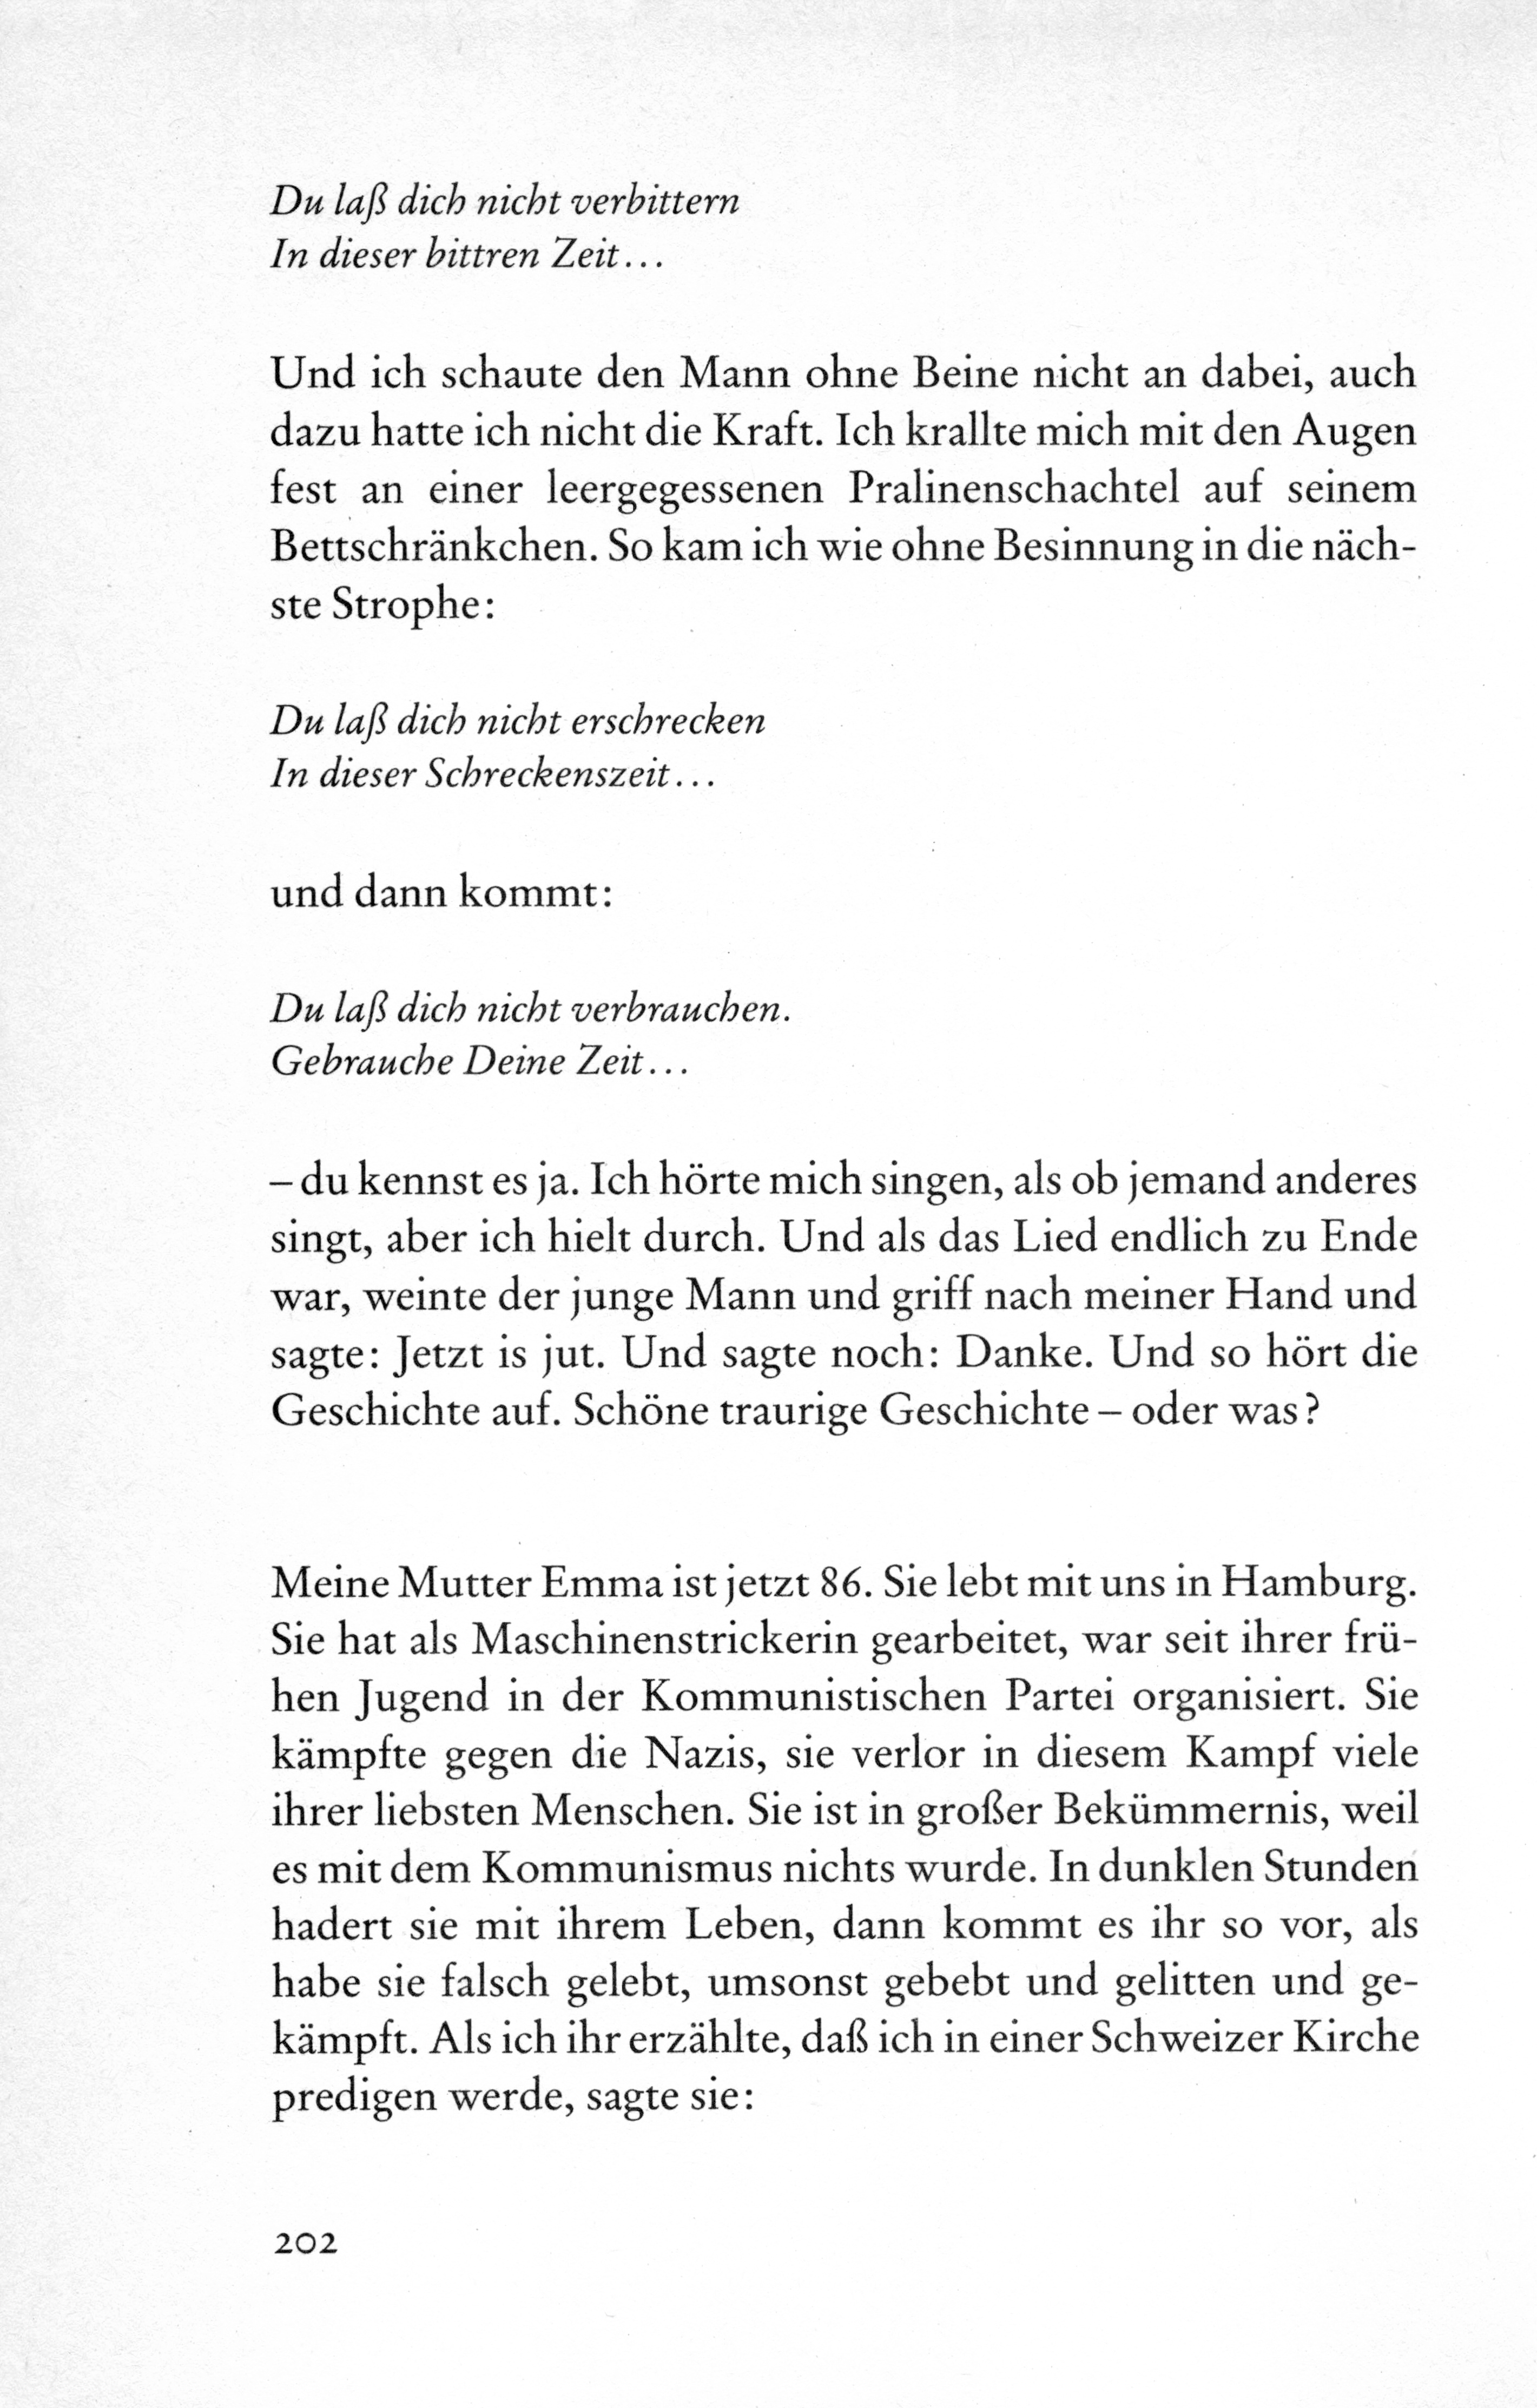 Du laß dich nicht verbittern
In dieser bittren Zeit...
Und ich schaute den Mann ohne Beine nicht an dabei, auch
dazu hatte ich nicht die Kraft. Ich krallte mich mit den Augen
fest an einer leergegessenen Pralinenschachtel auf seinem
Bettschränkchen. So kam ich wie ohne Besinnung in die näch-
ste Strophe:
Du laß dich nicht erschrecken
In dieser Schreckenszeit...
und dann kommt:
Du laß dich nicht verbrauchen.
Gebrauche Deine Zeit...
– du kennst es ja. Ich hörte mich singen, als ob jemand anderes
singt, aber ich hielt durch. Und als das Lied endlich zu Ende
war, weinte der junge Mann und griff nach meiner Hand und
sagte: Jetzt is jut. Und sagte noch: Danke. Und so hört die
Geschichte auf. Schöne traurige Geschichte – oder was?
Meine Mutter Emma ist jetzt 86. Sie lebt mit uns in Hamburg.
Sie hat als Maschinenstrickerin gearbeitet, war seit ihrer frü-
hen Jugend in der Kommunistischen Partei organisiert. Sie
kämpfte gegen die Nazis, sie verlor in diesem Kampf viele
ihrer liebsten Menschen. Sie ist in großer Bekümmernis, weil
es mit dem Kommunismus nichts wurde. In dunklen Stunden
hadert sie mit ihrem Leben, dann kommt es ihr so vor, als
habe sie falsch gelebt, umsonst gebebt und gelitten und ge-
kämpft. Als ich ihr erzählte, daß ich in einer Schweizer Kirche
predigen werde, sagte sie:
202